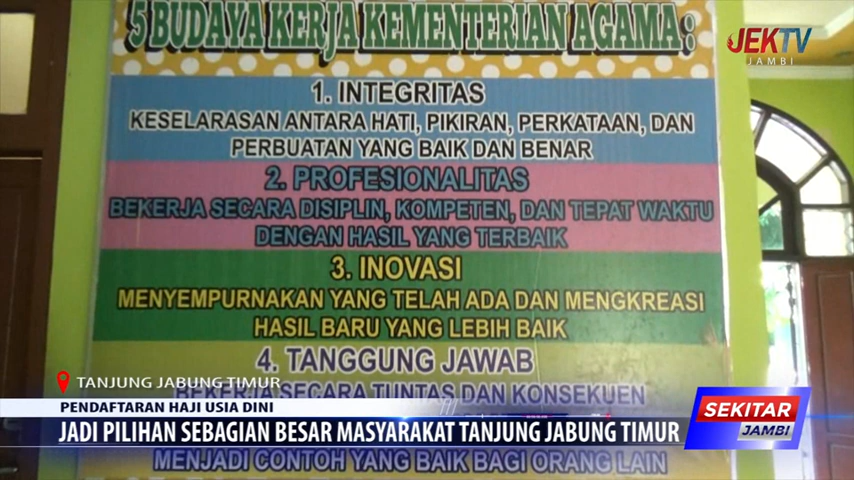 5 BUDAYA KERJA KEMENTERIAN AGAMA :
JEKTV
JAMBI
1. INTEGRITAS
KESELARASAN ANTARA HATI, PIKIRAN, PERKATAAN, DAN
PERBUATAN YANG BAIK DAN BENAR
2. PROFESIONALITAS
BEKERJA SECARA DISIPLIN, KOMPETEN, DAN TEPAT WAKTU
DENGAN HASIL YANG TERBAIK
3. INOVASI
MENYEMPURNAKAN YANG TELAH ADA DAN MENGKREASI
HASIL BARU YANG LEBIH BAIK
4. TANGGUNG JAWAB
BEKERJA SECARA TUNTAS DAN KONSEKUEN
TANJUNG JABUNG TIMUR
PENDAFTARAN HAJI USIA DINI
JADI PILIHAN SEBAGIAN BESAR MASYARAKAT TANJUNG JABUNG TIMUR
SEKITAR
JAMBI
MENJADI CONTOH YANG BAIK BAGI ORANG LAIN